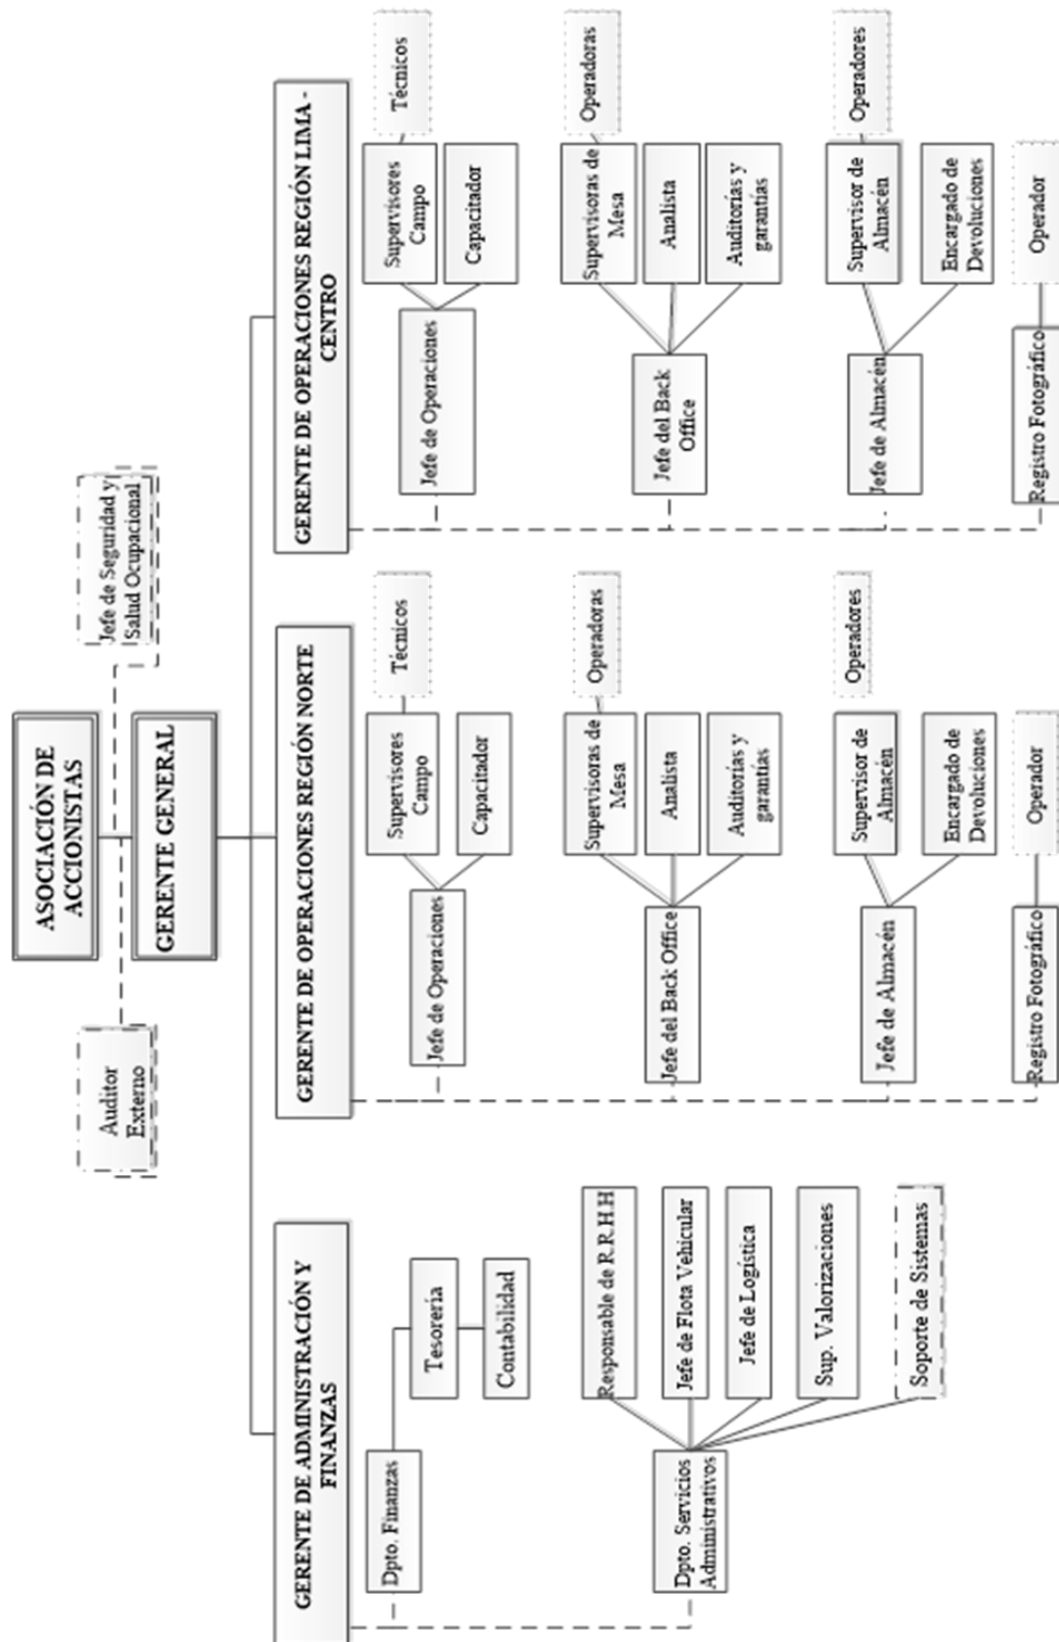 ASOCIACIÓN DE
ACCIONISTAS
Auditor
Externo
Jefe de Seguridad y
Salud Ocupacional
GERENTE GENERAL
GERENTE DE ADMINISTRACIÓN Y
FINANZAS
Dpto. Finanzas
Tesorería
Contabilidad
Dpto. Servicios
Administrativos
Responsable de R.R.H.H
Jefe de Flota Vehicular
Jefe de Logística
Sup. Valorizaciones
Soporte de Sistemas
GERENTE DE OPERACIONES REGIÓN NORTE
Jefe de Operaciones
Supervisores
Campo
Técnicos
Capacitador
Jefe del Back Office
Supervisoras de
Mesa
Operadoras
Analista
Auditorías y
garantías
Jefe de Almacén
Supervisor de
Almacén
Operadores
Encargado de
Devoluciones
Registro Fotográfico
Operador
GERENTE DE OPERACIONES REGIÓN LIMA -
CENTRO
Jefe de Operaciones
Supervisores
Campo
Técnicos
Capacitador
Jefe del Back
Office
Supervisoras de
Mesa
Operadoras
Analista
Auditorías y
garantías
Jefe de Almacén
Supervisor de
Almacén
Operadores
Encargado de
Devoluciones
Registro Fotográfico
Operador